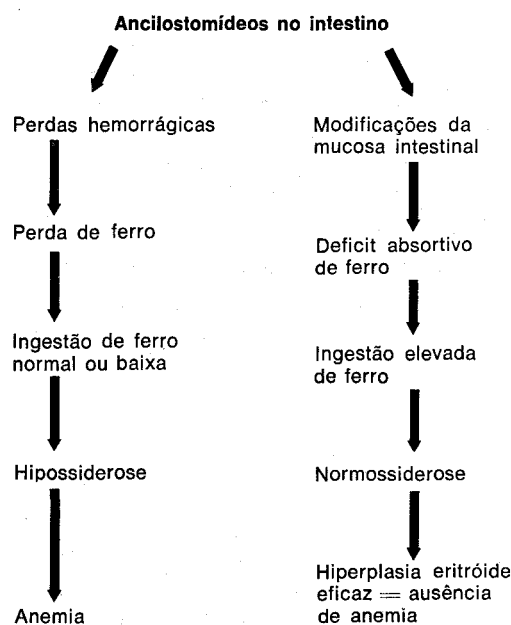 Ancilostomídeos no intestino
Perdas hemorrágicas
Perda de ferro
Ingestão de ferro
normal ou baixa
Hipossiderose
Anemia
Modificações da
mucosa intestinal
Deficit absortivo
de ferro
Ingestão elevada
de ferro
Normossiderose
Hiperplasia eritróide
eficaz = ausência
de anemia